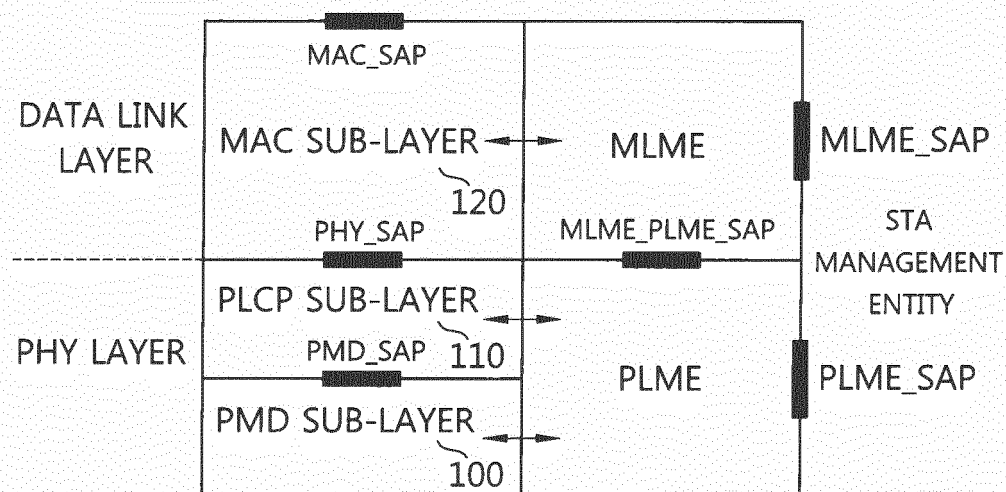 MAC_SAP
DATA LINK
LAYER
MAC SUB-LAYER
120
MLME
MLME_SAP
PHY_SAP
MLME_PLME_SAP
STA
MANAGEMENT
ENTITY
PHY LAYER
PLCP SUB-LAYER
110
PMD_SAP
PLME
PLME_SAP
PMD SUB-LAYER
100